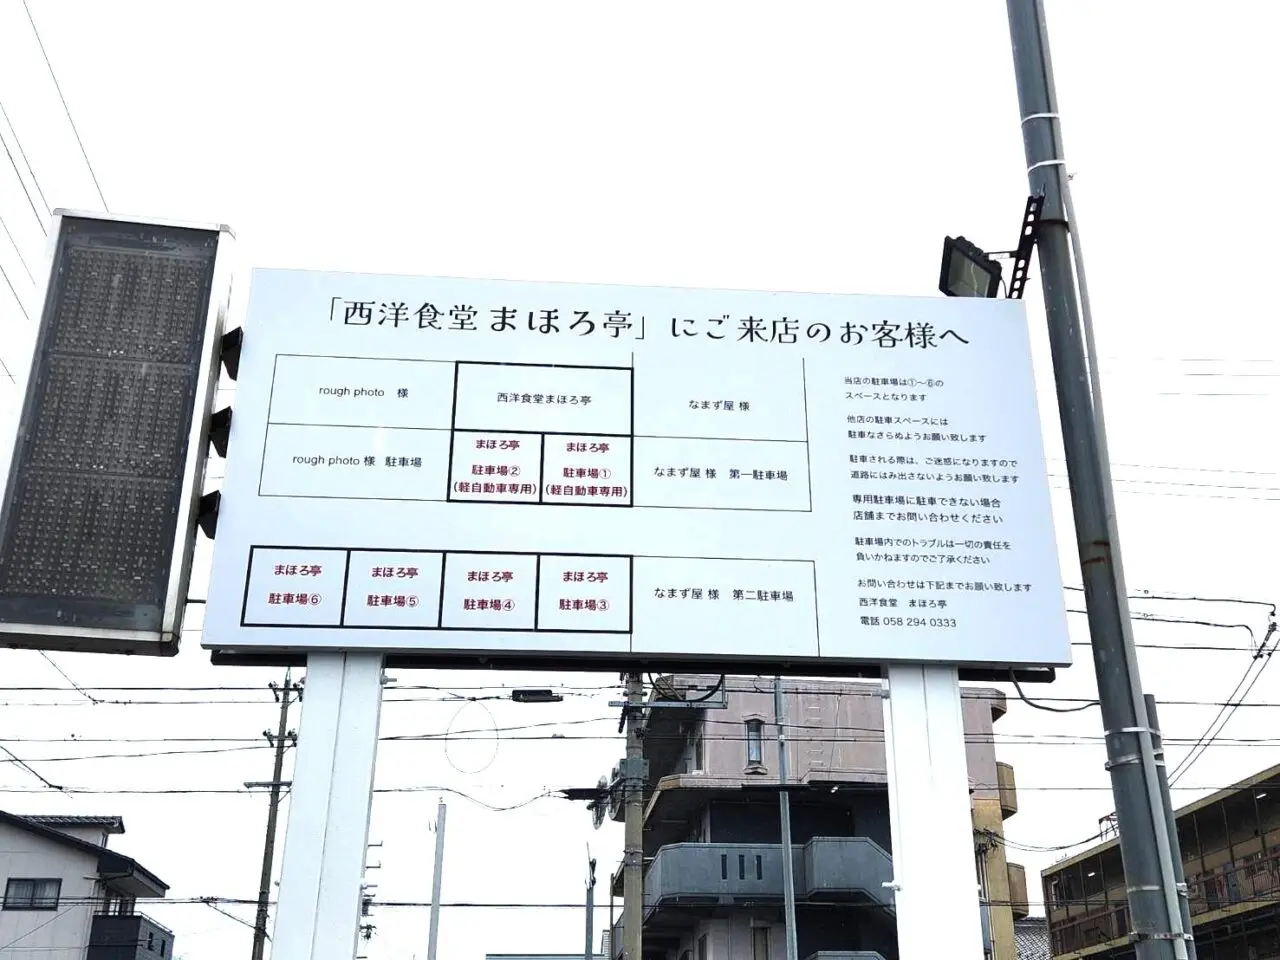 「西洋食堂 まほろ亭」にご来店のお客様へ
rough photo 様
西洋食堂まほろ亭
なまず屋 様
rough photo 様 駐車場
まほろ亭
駐車場②
(軽自動車専用)
まほろ亭
駐車場①
(軽自動車専用)
なまず屋 様 第一駐車場
まほろ亭
駐車場⑥
まほろ亭
駐車場⑤
まほろ亭
駐車場④
まほろ亭
駐車場③
なまず屋 様 第二駐車場
当店の駐車場は①〜⑥の
スペースとなります
他店の駐車スペースには
駐車なさらぬようお願い致します
駐車される際は、ご迷惑になりますので
道路にはみ出さないようお願い致します
専用駐車場に駐車できない場合
店舗までお問い合わせください
駐車場内でのトラブルは一切の責任を
負いかねますのでご了承ください
お問い合わせは下記までお願い致します
西洋食堂 まほろ亭
電話 058 294 0333